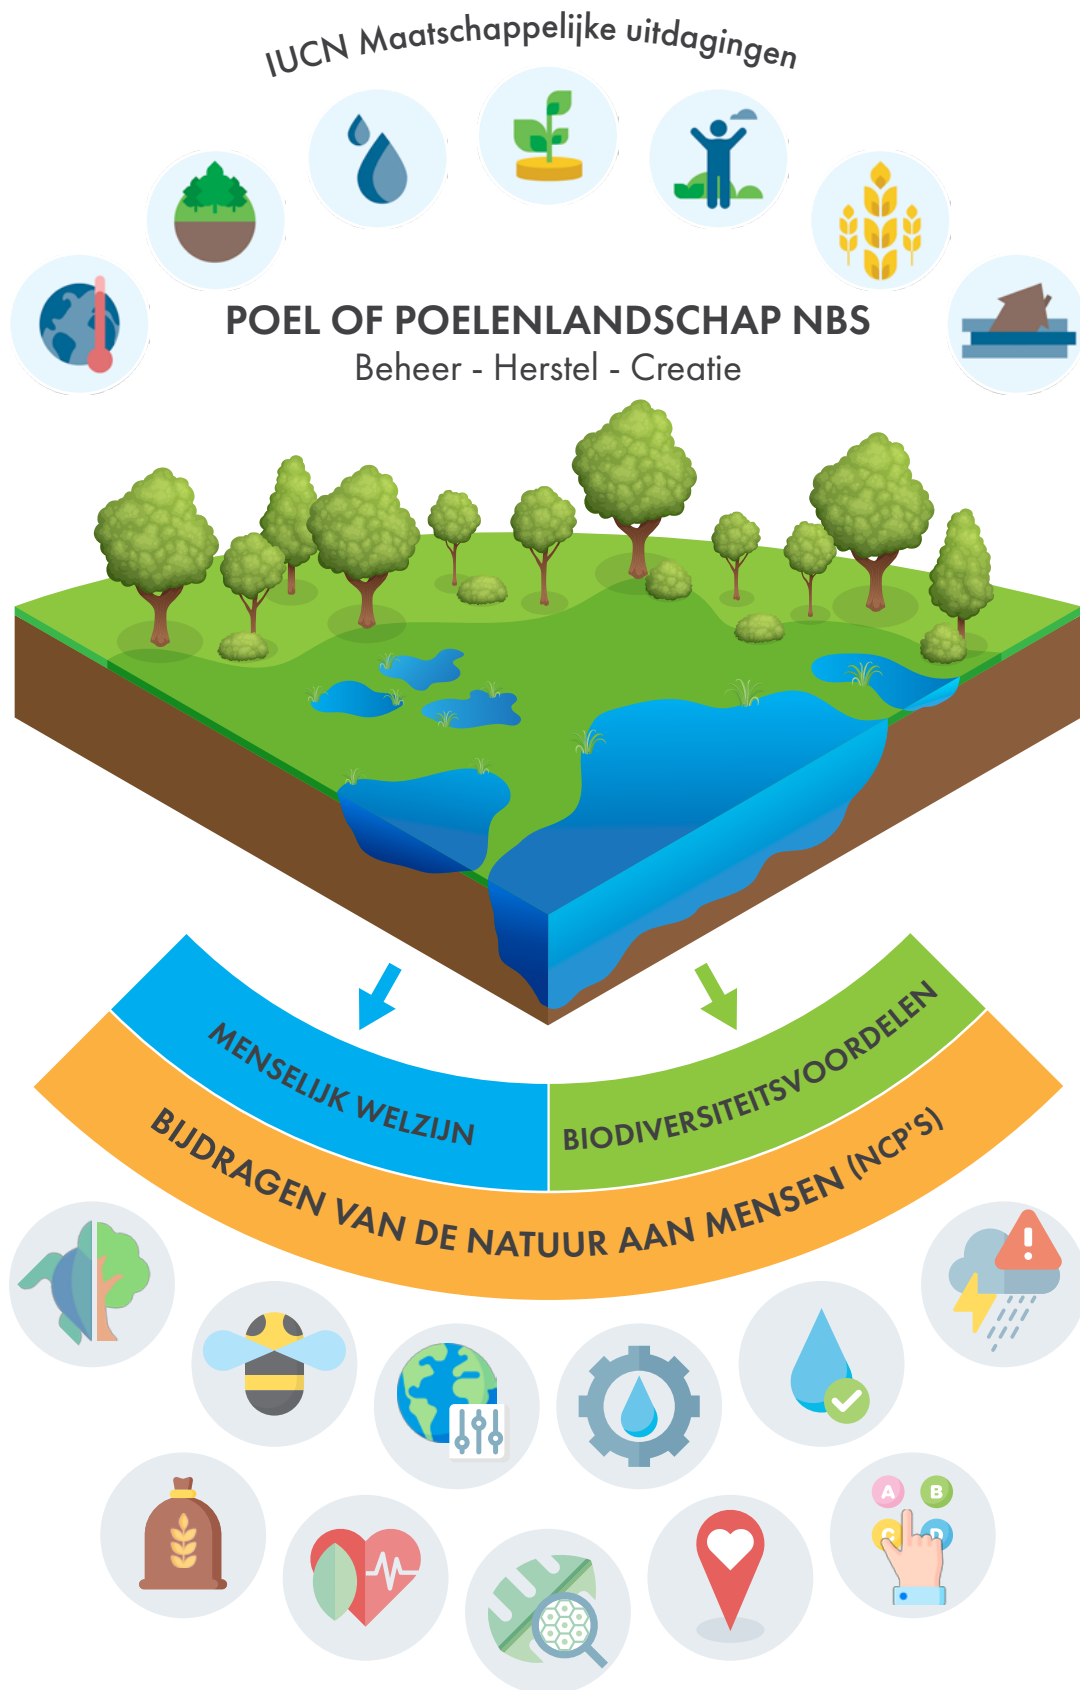 IUCN Maatschappelijke uitdagingen
POEL OF POELENLANDSCHAP NBS
Beheer - Herstel - Creatie
MENSELIJK WELZIJN
BIODIVERSITEITSVOORDELEN
BIJDRAGEN VAN DE NATUUR AAN MENSEN (NCP'S)
A B
C D